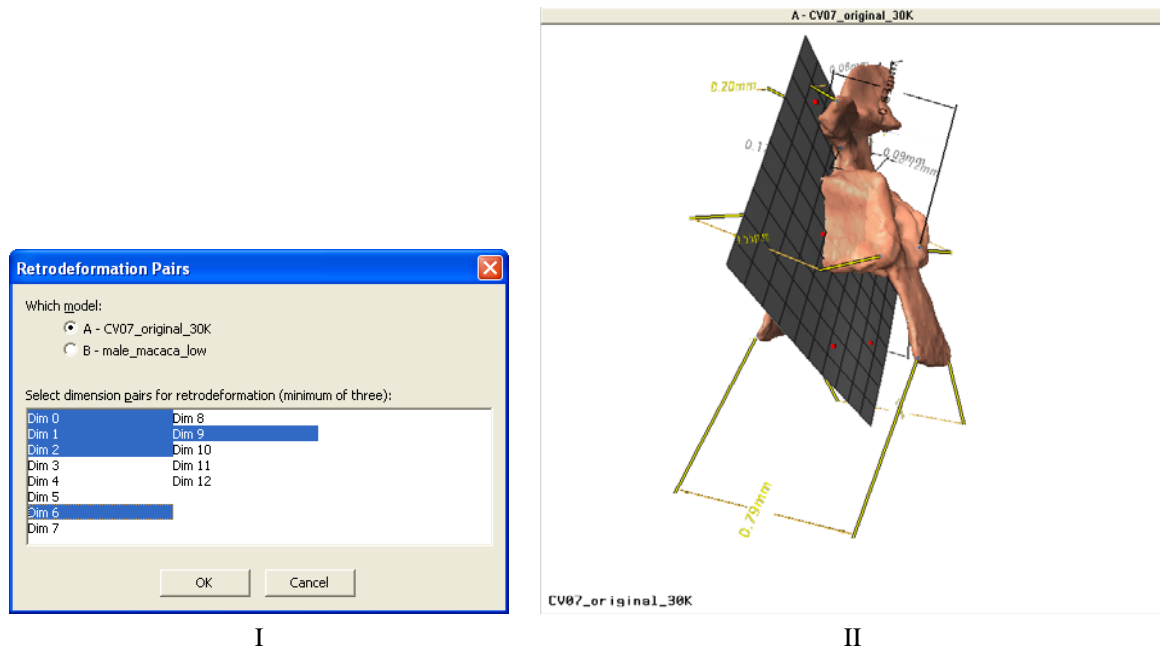 Retrodeformation Pairs
Which model:
A - CV07_original_30K
B - male_macaca_low
Select dimension pairs for retrodeformation (minimum of three):
Dim 0 Dim 8
Dim 1 Dim 9
Dim 2 Dim 10
Dim 3 Dim 11
Dim 4 Dim 12
Dim 5
Dim 6
Dim 7
OK Cancel
I
A - CV07_original_30K
0.20mm
0.09mm
0.79mm
CV07_original_30K
II